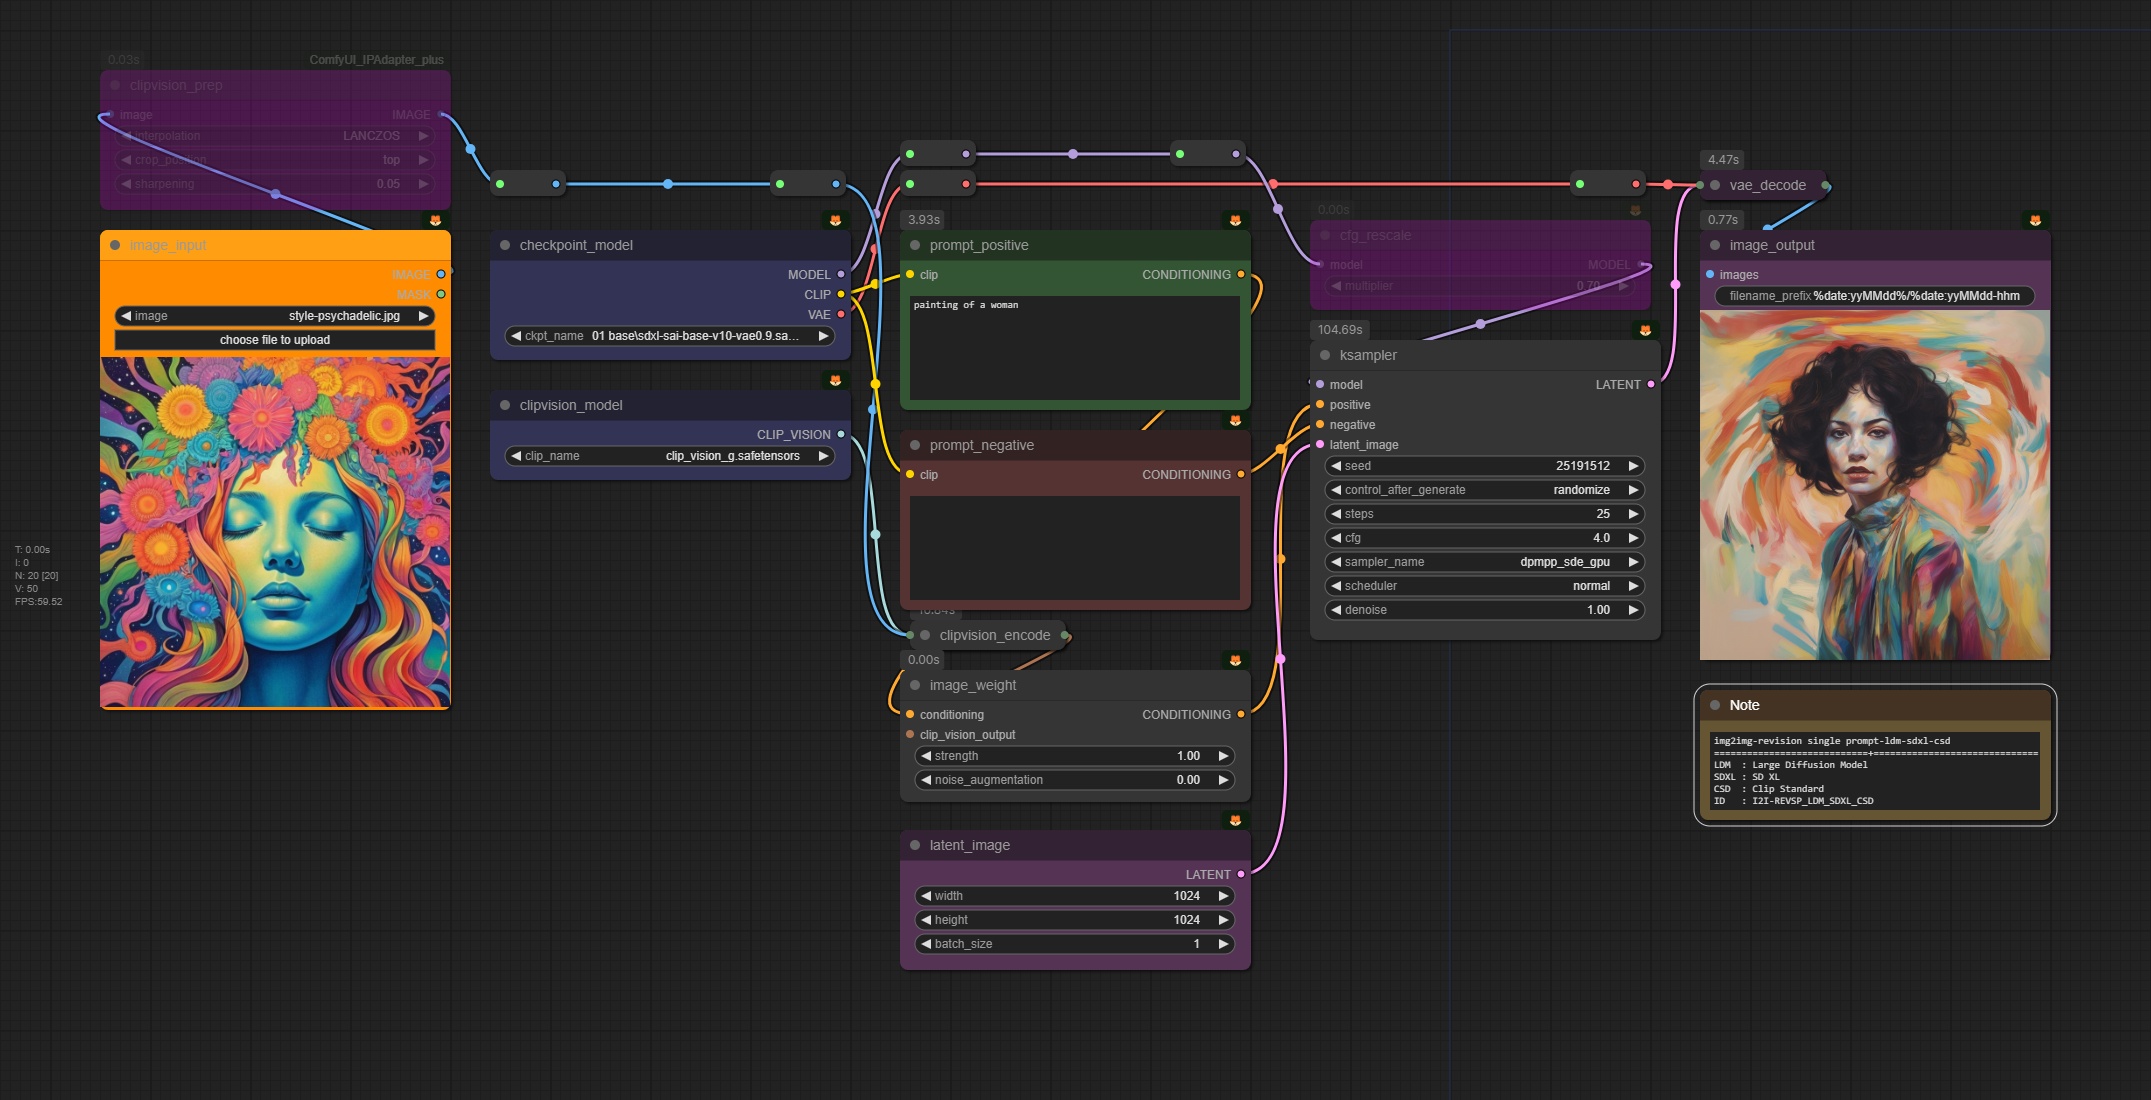 0.03s
ComfyUI_IPAdapter_plus
clipvision_prep
image IMAGE
interpolation LANCZOS
crop_position top
sharpening 0.05
image_input
IMAGE
MASK
image style-psychadelic.jpg
choose file to upload
T: 0.00s
I: 0
N: 20 [20]
V: 50
FPS:59.52
checkpoint_model
MODEL
CLIP
VAE
ckpt_name 01 base\sdxl-sai-base-v10-vae0.9.sa...
clipvision_model
CLIP_VISION
clip_name clip_vision_g.safetensors
3.93s
prompt_positive
clip CONDITIONING
painting of a woman
prompt_negative
clip CONDITIONING
clipvision_encode
0.00s
image_weight
conditioning CONDITIONING
clip_vision_output
strength 1.00
noise_augmentation 0.00
latent_image
LATENT
width 1024
height 1024
batch_size 1
0.00s
cfg_rescale
model MODEL
multiplier 0.70
104.69s
ksampler
model LATENT
positive
negative
latent_image
seed 25191512
control_after_generate randomize
steps 25
cfg 4.0
sampler_name dpmpp_sde_gpu
scheduler normal
denoise 1.00
4.47s
vae_decode
0.77s
image_output
images
filename_prefix %date:yyMMdd%/%date:yyMMdd-hhm
Note
img2img-revision single prompt-ldm-sdxl-csd
===========================+=============================
LDM : Large Diffusion Model
SDXL : SD XL
CSD : Clip Standard
ID : I2I-REVSP_LDM_SDXL_CSD